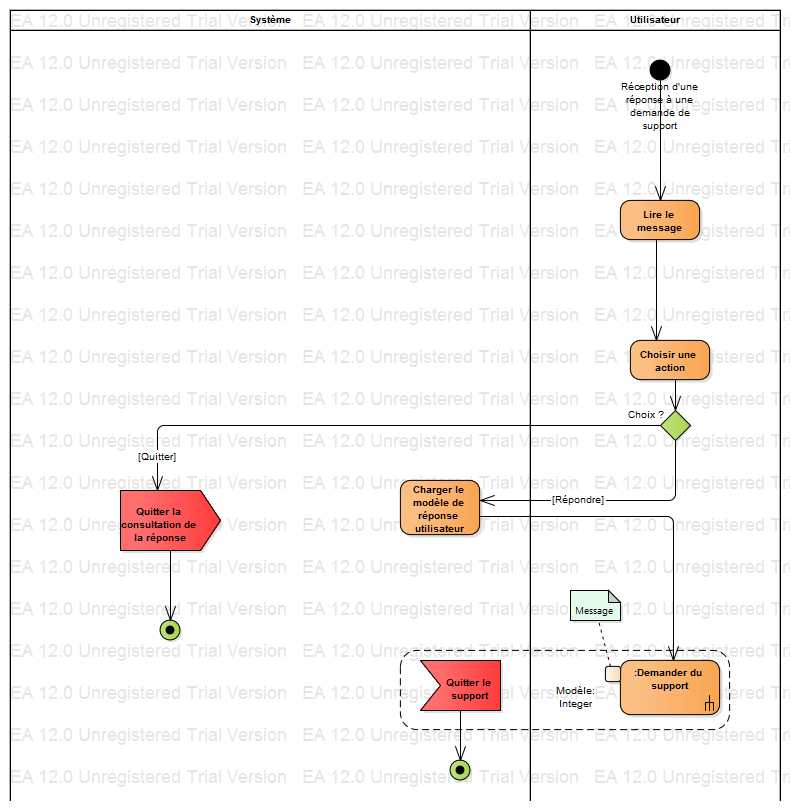 Système
Utilisateur
EA 12.0 Unregistered Trial Version
Réception d'une
réponse à une
demande de
support
Lire le
message
Choisir une
action
Choix ?
[Quitter]
[Répondre]
Charger le
modèle de
réponse
utilisateur
Quitter la
consultation de
la réponse
Message
:Demander du
support
Quitter le
support
Modèle:
Integer